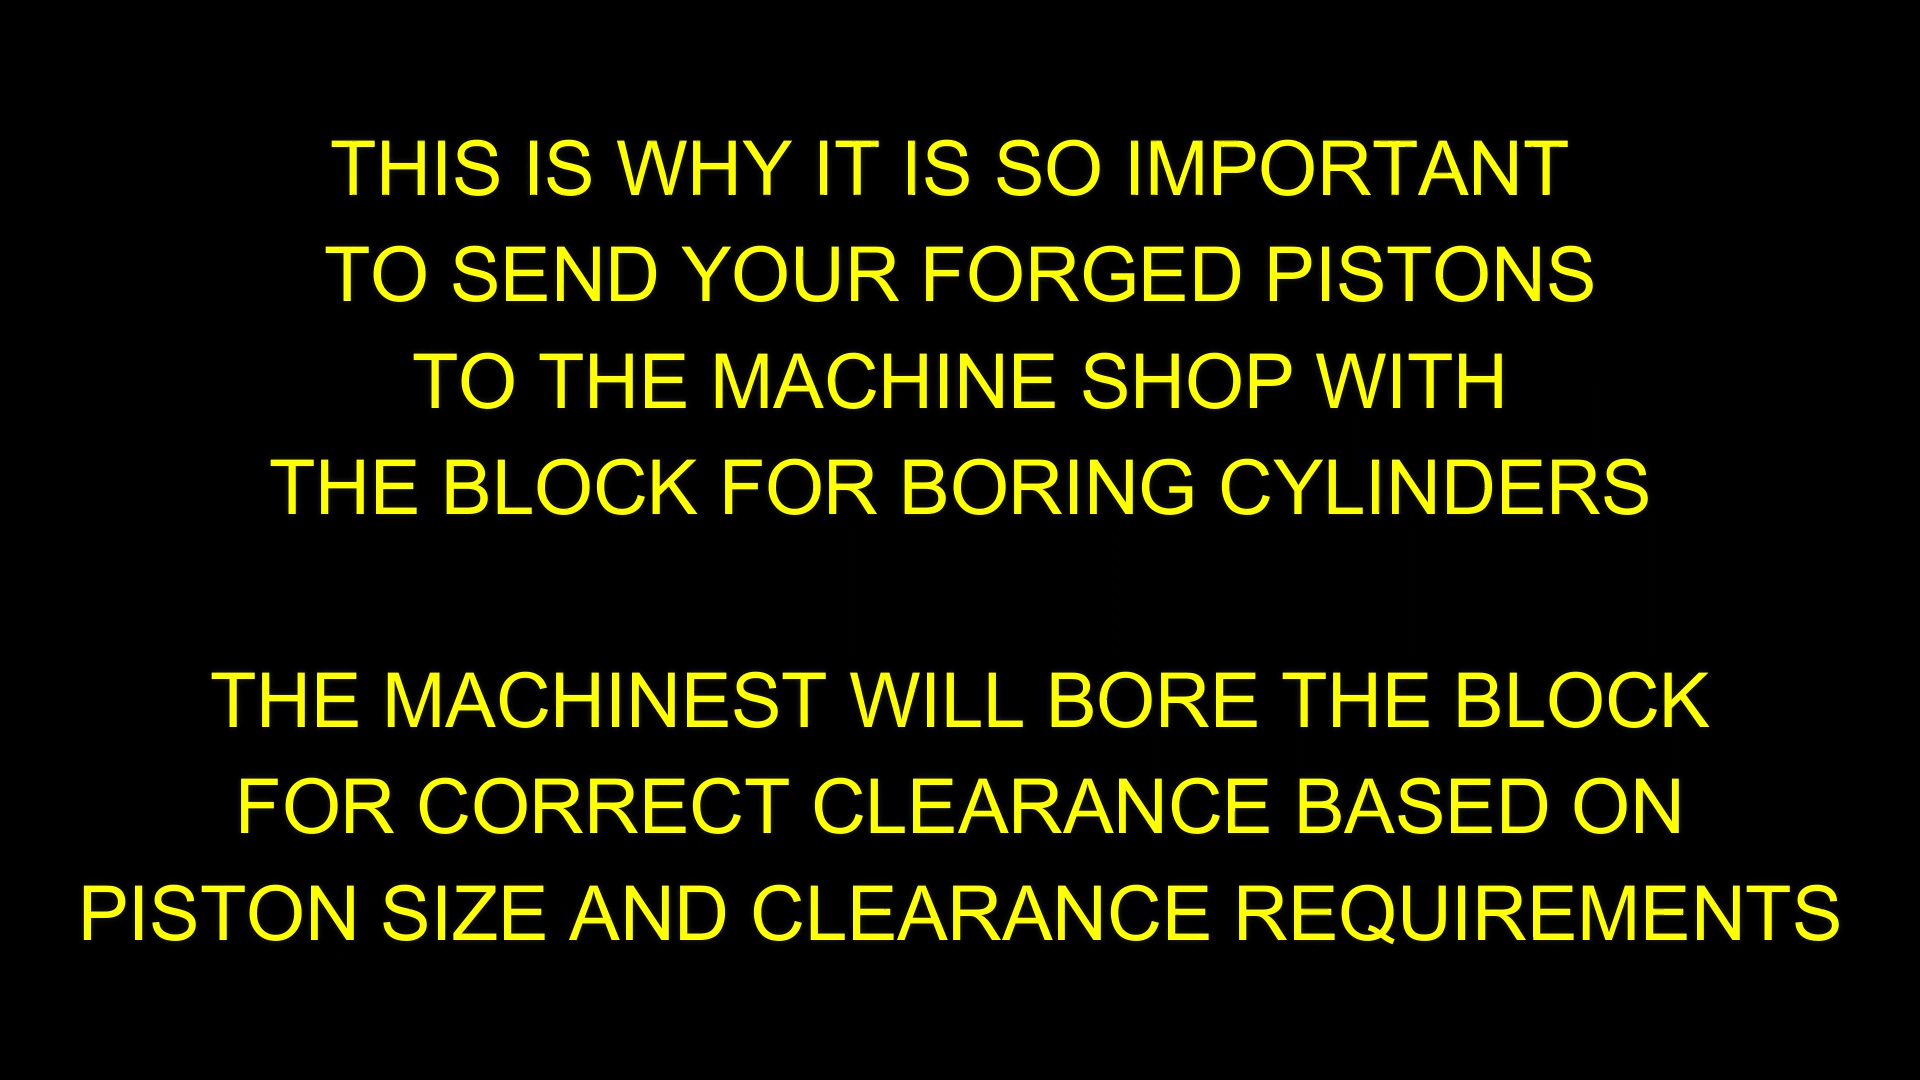 THIS IS WHY IT IS SO IMPORTANT
TO SEND YOUR FORGED PISTONS
TO THE MACHINE SHOP WITH
THE BLOCK FOR BORING CYLINDERS
THE MACHINEST WILL BORE THE BLOCK
FOR CORRECT CLEARANCE BASED ON
PISTON SIZE AND CLEARANCE REQUIREMENTS